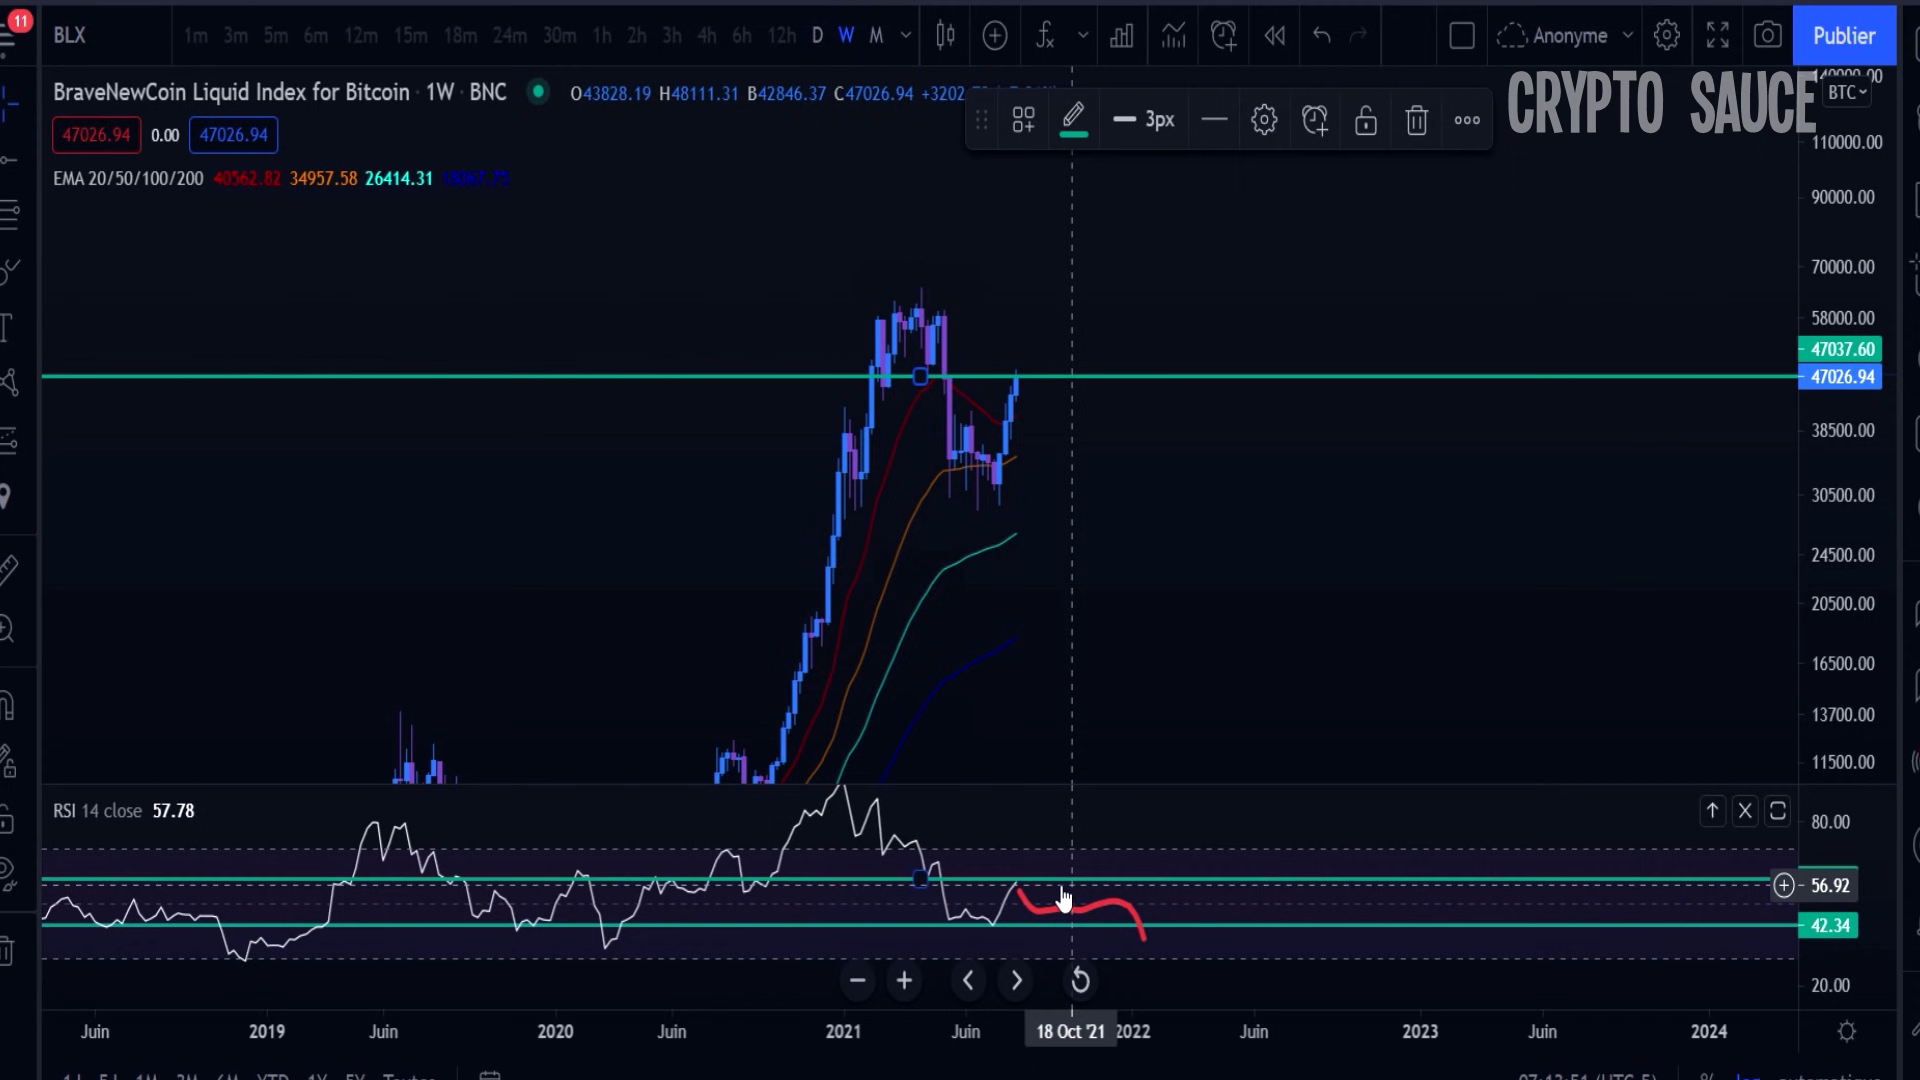 11
BLX 1m 3m 5m 6m 12m 15m 18m 24m 30m 1h 2h 3h 4h 6h 12h D W M Anonyme Publier
CRYPTO SAUCE
BraveNewCoin Liquid Index for Bitcoin · 1W · BNC O43828.19 H48111.31 B42846.37 C47026.94 +3202
BTC
47026.94 0.00 47026.94
3px
EMA 20/50/100/200 40562.82 34957.58 26414.31
110000.00
90000.00
70000.00
58000.00
47037.60
47026.94
38500.00
30500.00
24500.00
20500.00
16500.00
13700.00
11500.00
RSI 14 close 57.78
80.00
56.92
42.34
20.00
Juin 2019 Juin 2020 Juin 2021 Juin 18 Oct '21 2022 Juin 2023 Juin 2024